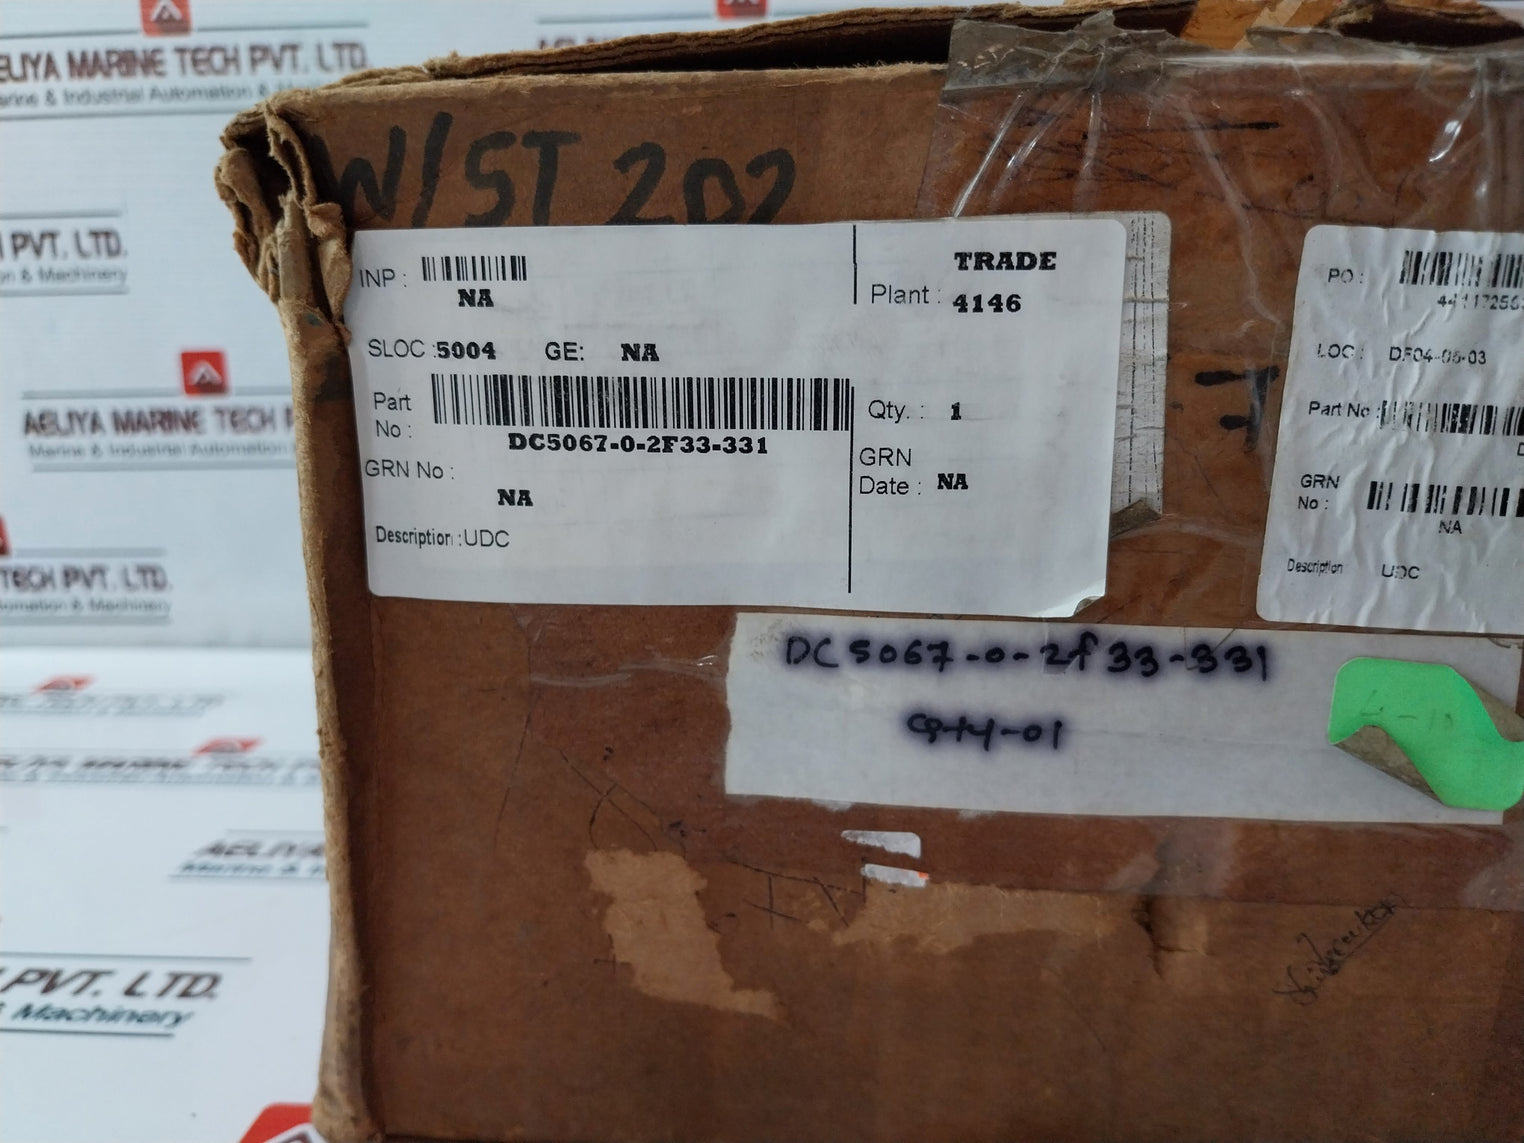 AELIYA MARINE TECH PVT. LTD.
Marine & Industrial Automation &
PVT. LTD.
& Machinery
AELIYA MARINE TECH
Marine & Industrial Automation
TECH PVT. LTD.
& Machinery
AELIYA
Marine &
PVT. LTD.
& Machinery
W/ST 202
INP :
NA
TRADE
Plant : 4146
SLOC :5004 GE: NA
Part
No :
DC5067-0-2F33-331
Qty. : 1
GRN No :
NA
GRN
Date : NA
Description :UDC
PO :
LOC : DF04-05-03
Part No :
GRN
No :
NA
Description UDC
DC5067-0-2f33-331
Qty-01